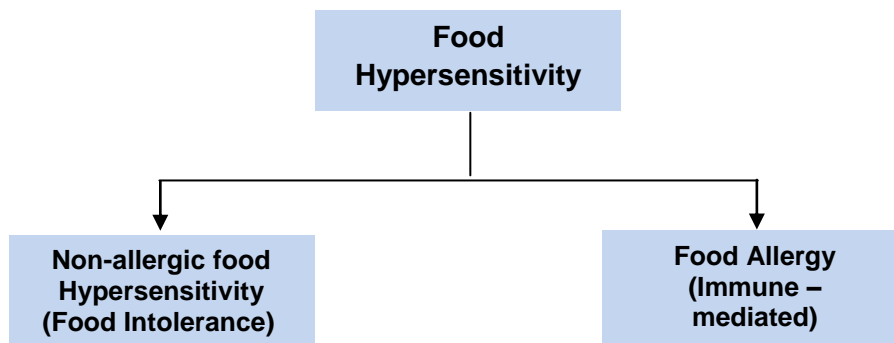 Food
Hypersensitivity
Non-allergic food
Hypersensitivity
(Food Intolerance)
Food Allergy
(Immune –
mediated)